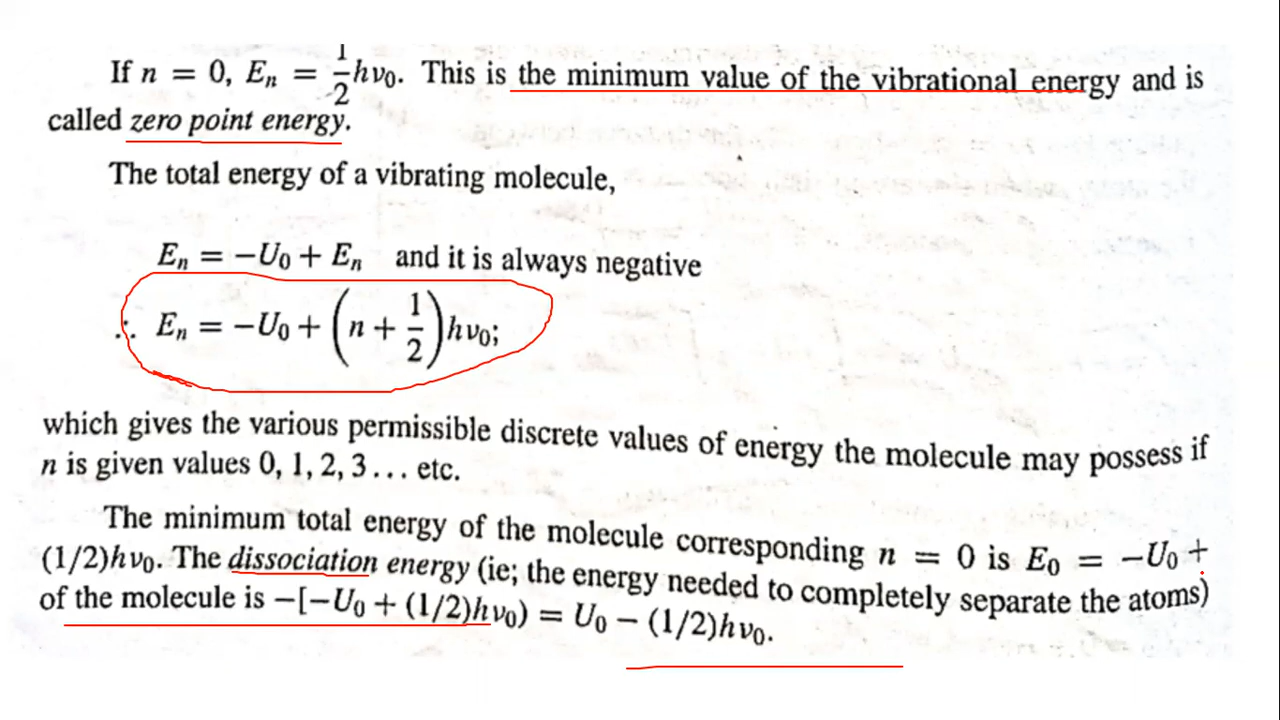 If n = 0, Eₙ = 1/2 hν₀. This is the minimum value of the vibrational energy and is
called zero point energy.
The total energy of a vibrating molecule,
Eₙ = −U₀ + Eₙ and it is always negative
∴ Eₙ = −U₀ + (n + 1/2) hν₀;
which gives the various permissible discrete values of energy the molecule may possess if
n is given values 0, 1, 2, 3 … etc.
The minimum total energy of the molecule corresponding n = 0 is E₀ = −U₀ +
(1/2)hν₀. The dissociation energy (ie; the energy needed to completely separate the atoms)
of the molecule is −[−U₀ + (1/2)hν₀) = U₀ − (1/2)hν₀.